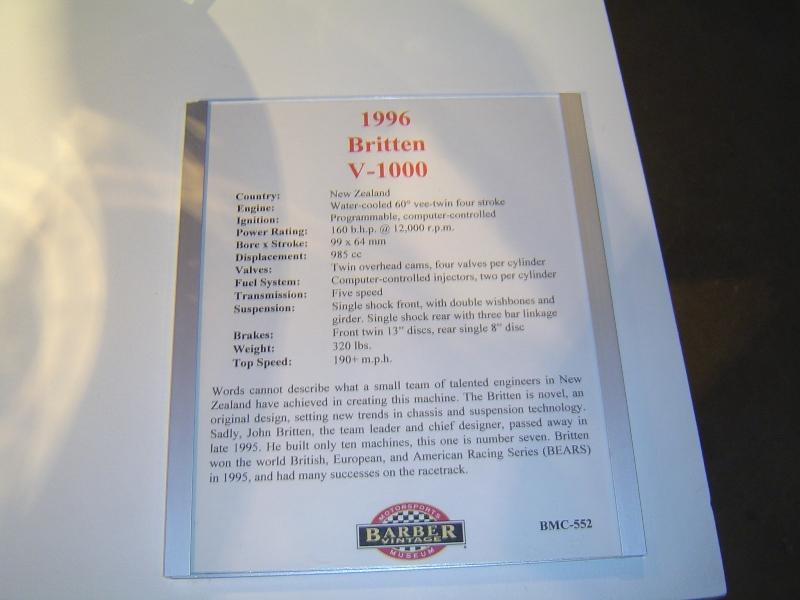 1996
Britten
V-1000
Country: New Zealand
Engine: Water-cooled 60° vee-twin four stroke
Ignition: Programmable, computer-controlled
Power Rating: 160 b.h.p. @ 12,000 r.p.m.
Bore x Stroke: 99 x 64 mm
Displacement: 985 cc
Valves: Twin overhead cams, four valves per cylinder
Fuel System: Computer-controlled injectors, two per cylinder
Transmission: Five speed
Suspension: Single shock front, with double wishbones and
girder. Single shock rear with three bar linkage
Brakes: Front twin 13" discs, rear single 8" disc
Weight: 320 lbs.
Top Speed: 190+ m.p.h.
Words cannot describe what a small team of talented engineers in New
Zealand have achieved in creating this machine. The Britten is novel, an
original design, setting new trends in chassis and suspension technology.
Sadly, John Britten, the team leader and chief designer, passed away in
late 1995. He built only ten machines, this one is number seven. Britten
won the world British, European, and American Racing Series (BEARS)
in 1995, and had many successes on the racetrack.
MOTORSPORTS
BARBER
VINTAGE
MUSEUM
BMC-552